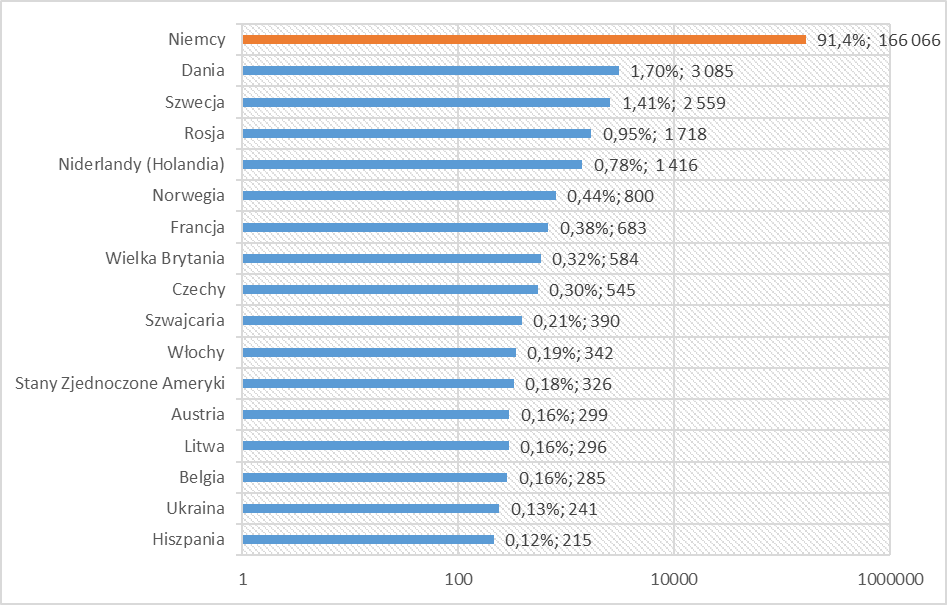 Niemcy 91,4%; 166 066
Dania 1,70%; 3 085
Szwecja 1,41%; 2 559
Rosja 0,95%; 1 718
Niderlandy (Holandia) 0,78%; 1 416
Norwegia 0,44%; 800
Francja 0,38%; 683
Wielka Brytania 0,32%; 584
Czechy 0,30%; 545
Szwajcaria 0,21%; 390
Włochy 0,19%; 342
Stany Zjednoczone Ameryki 0,18%; 326
Austria 0,16%; 299
Litwa 0,16%; 296
Belgia 0,16%; 285
Ukraina 0,13%; 241
Hiszpania 0,12%; 215
1 100 10000 1000000